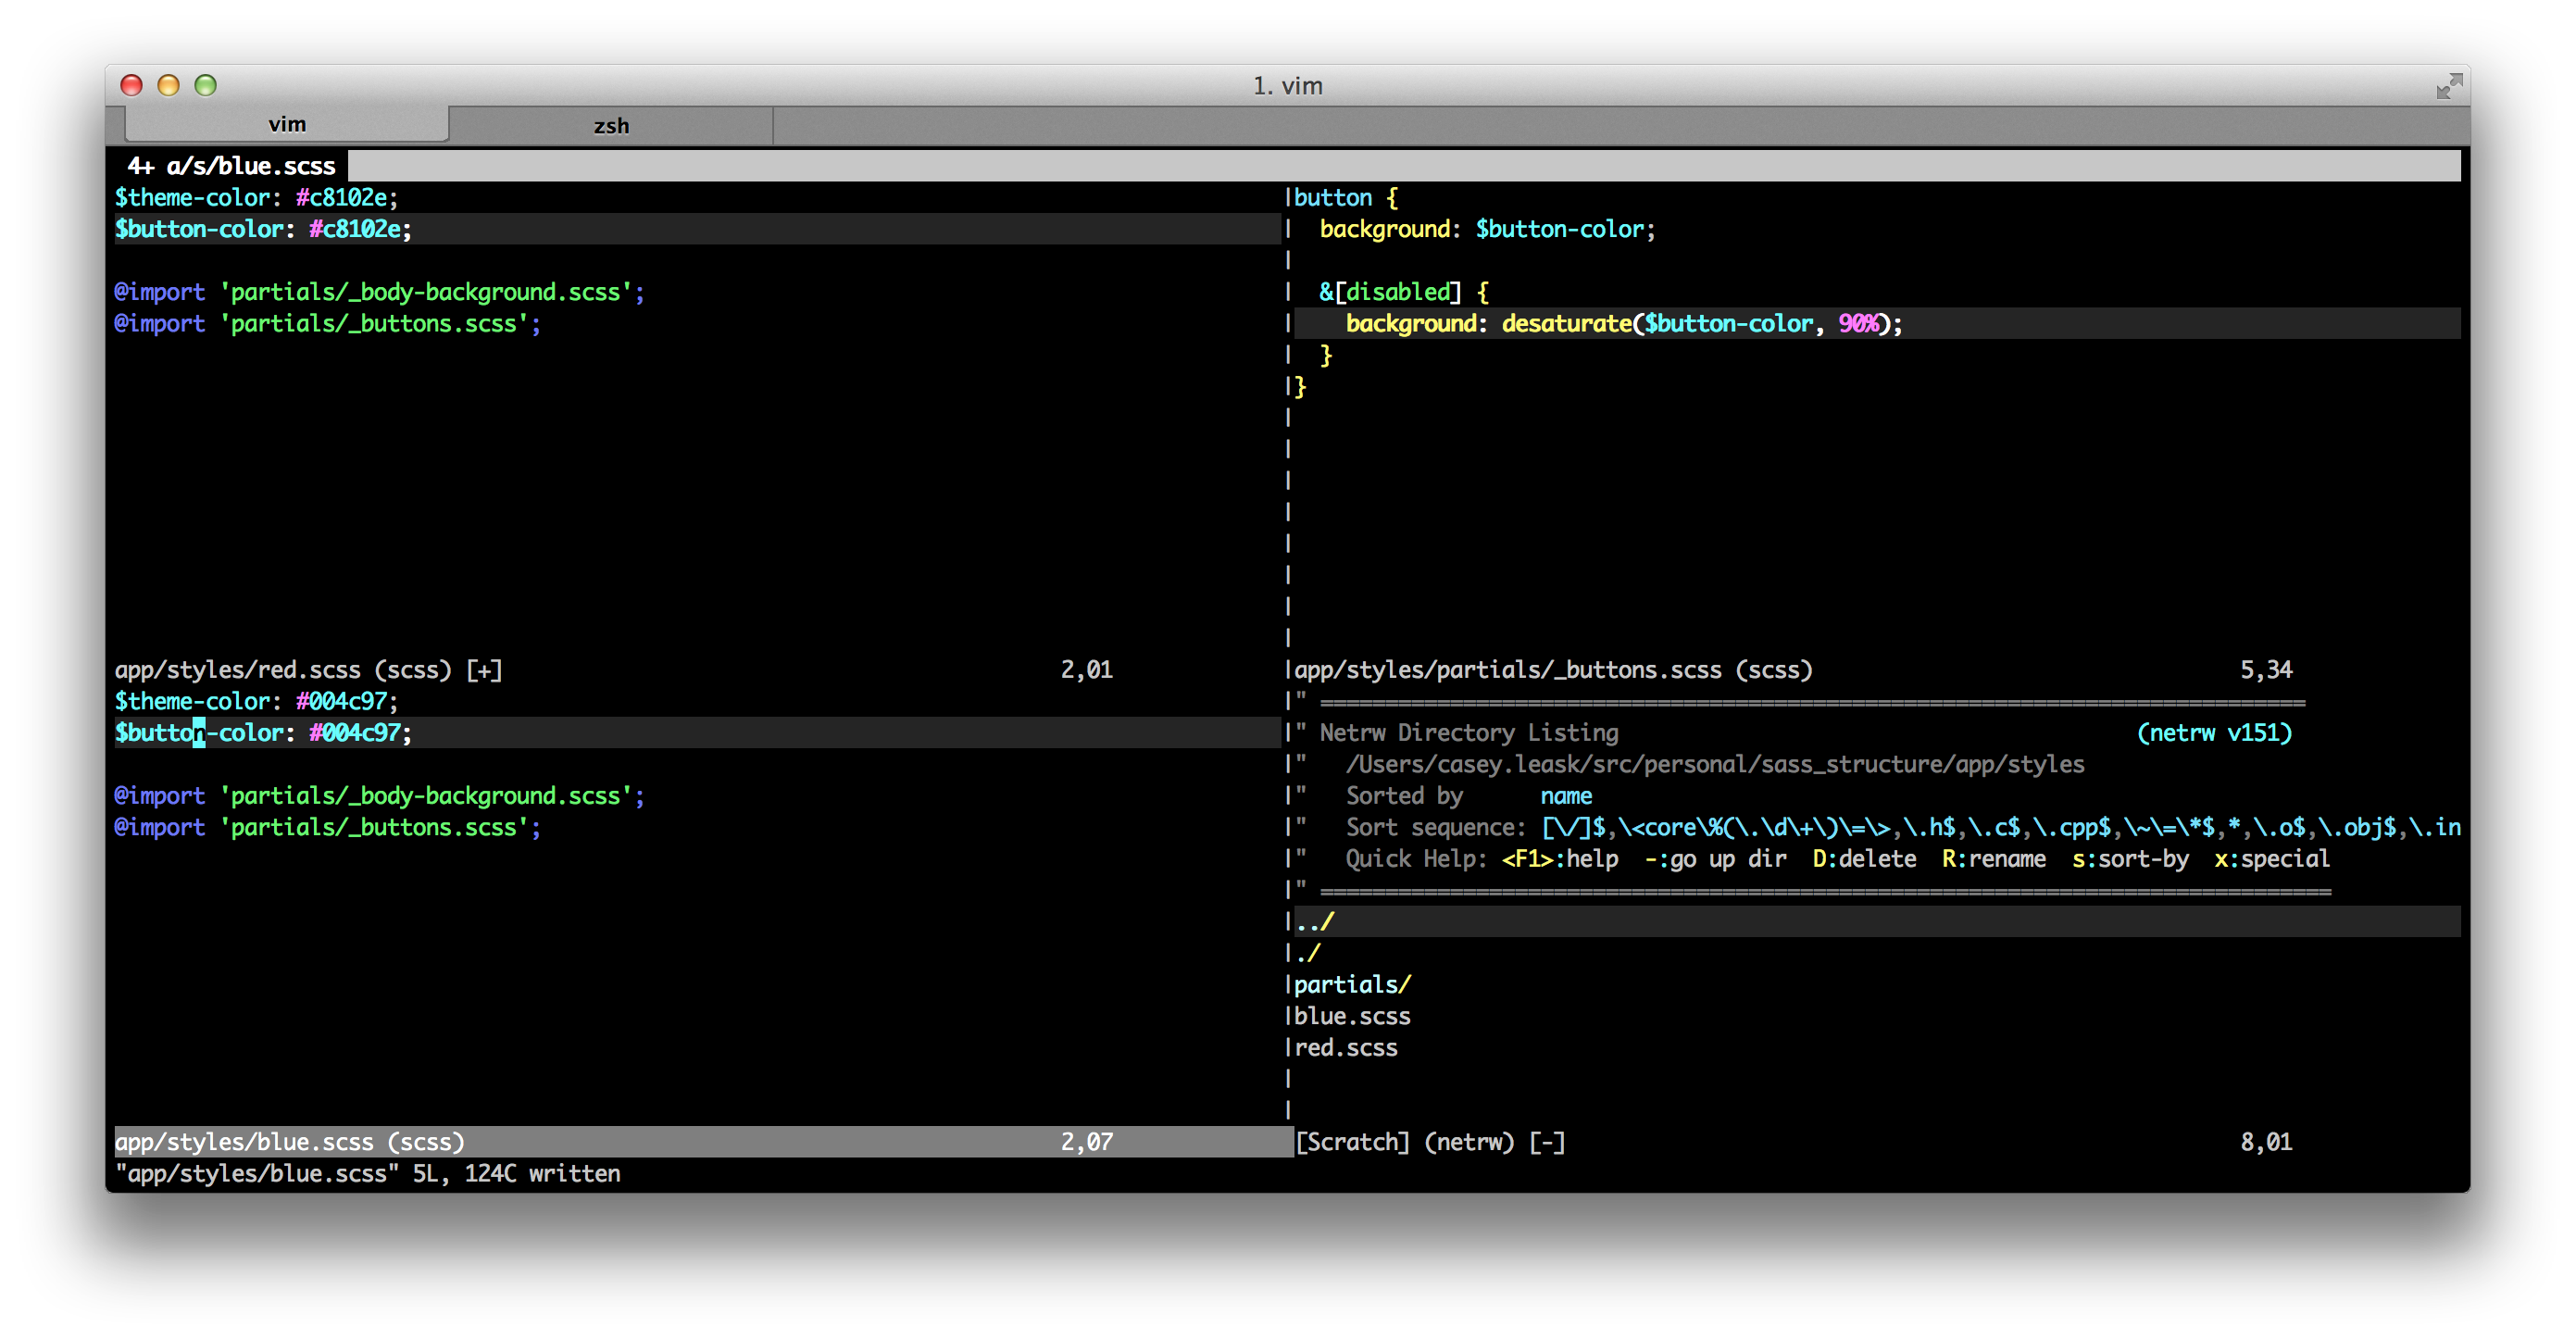 1. vim
vim
zsh
4+ a/s/blue.scss
$theme-color: #c8102e;
$button-color: #c8102e;
@import 'partials/_body-background.scss';
@import 'partials/_buttons.scss';
app/styles/red.scss (scss) [+] 2,01
button {
background: $button-color;
&[disabled] {
background: desaturate($button-color, 90%);
}
}
app/styles/partials/_buttons.scss (scss) 5,34
$theme-color: #004c97;
$button-color: #004c97;
@import 'partials/_body-background.scss';
@import 'partials/_buttons.scss';
app/styles/blue.scss (scss) 2,07
" ============================================================================
" Netrw Directory Listing (netrw v151)
" /Users/casey.leask/src/personal/sass_structure/app/styles
" Sorted by name
" Sort sequence: [\/]$,\<core\%(\.\d\+\)\=\>,\.h$,\.c$,\.cpp$,\~\=\*$,*,\.o$,\.obj$,\.in
" Quick Help: <F1>:help -:go up dir D:delete R:rename s:sort-by x:special
" ==============================================================================
../
./
partials/
blue.scss
red.scss
[Scratch] (netrw) [-] 8,01
"app/styles/blue.scss" 5L, 124C written